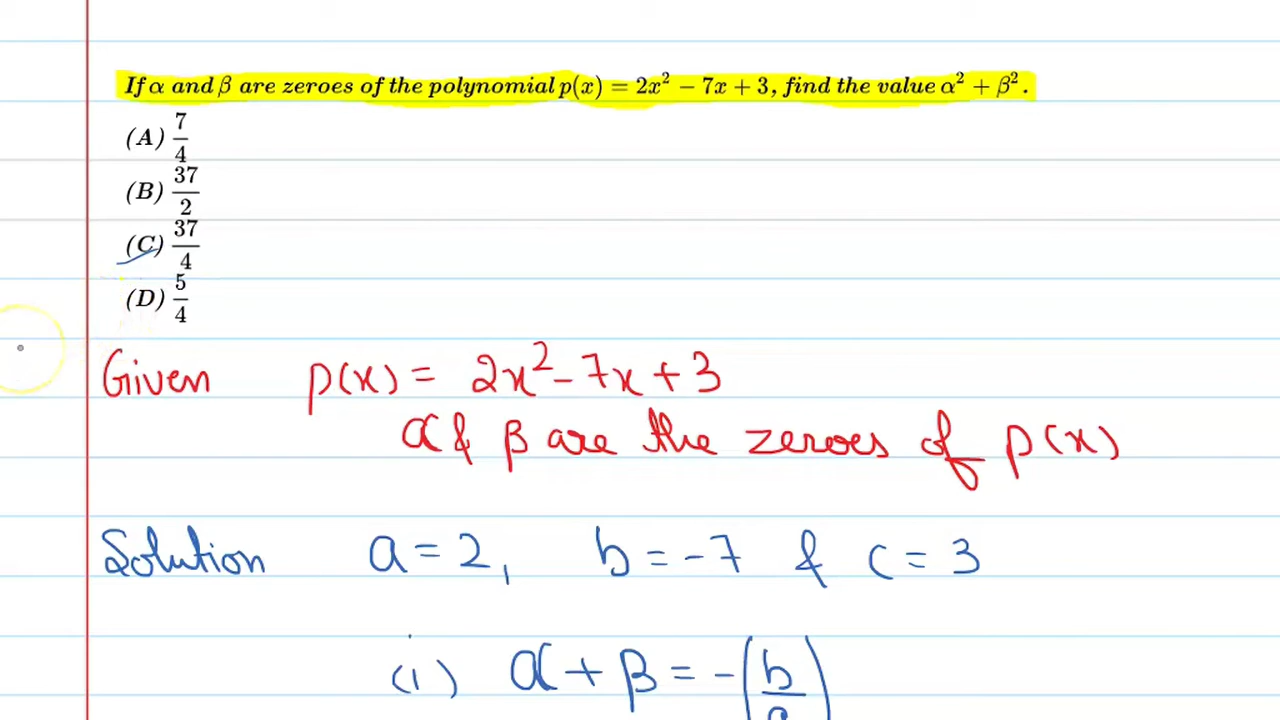 If α and β are zeroes of the polynomial p(x) = 2x² − 7x + 3, find the value α² + β².
(A) 7/4
(B) 37/2
(C) 37/4
(D) 5/4
Given p(x) = 2x² - 7x + 3
α & β are the zeroes of p(x)
Solution a = 2, b = -7 & c = 3
(i) α + β = -(b/a)